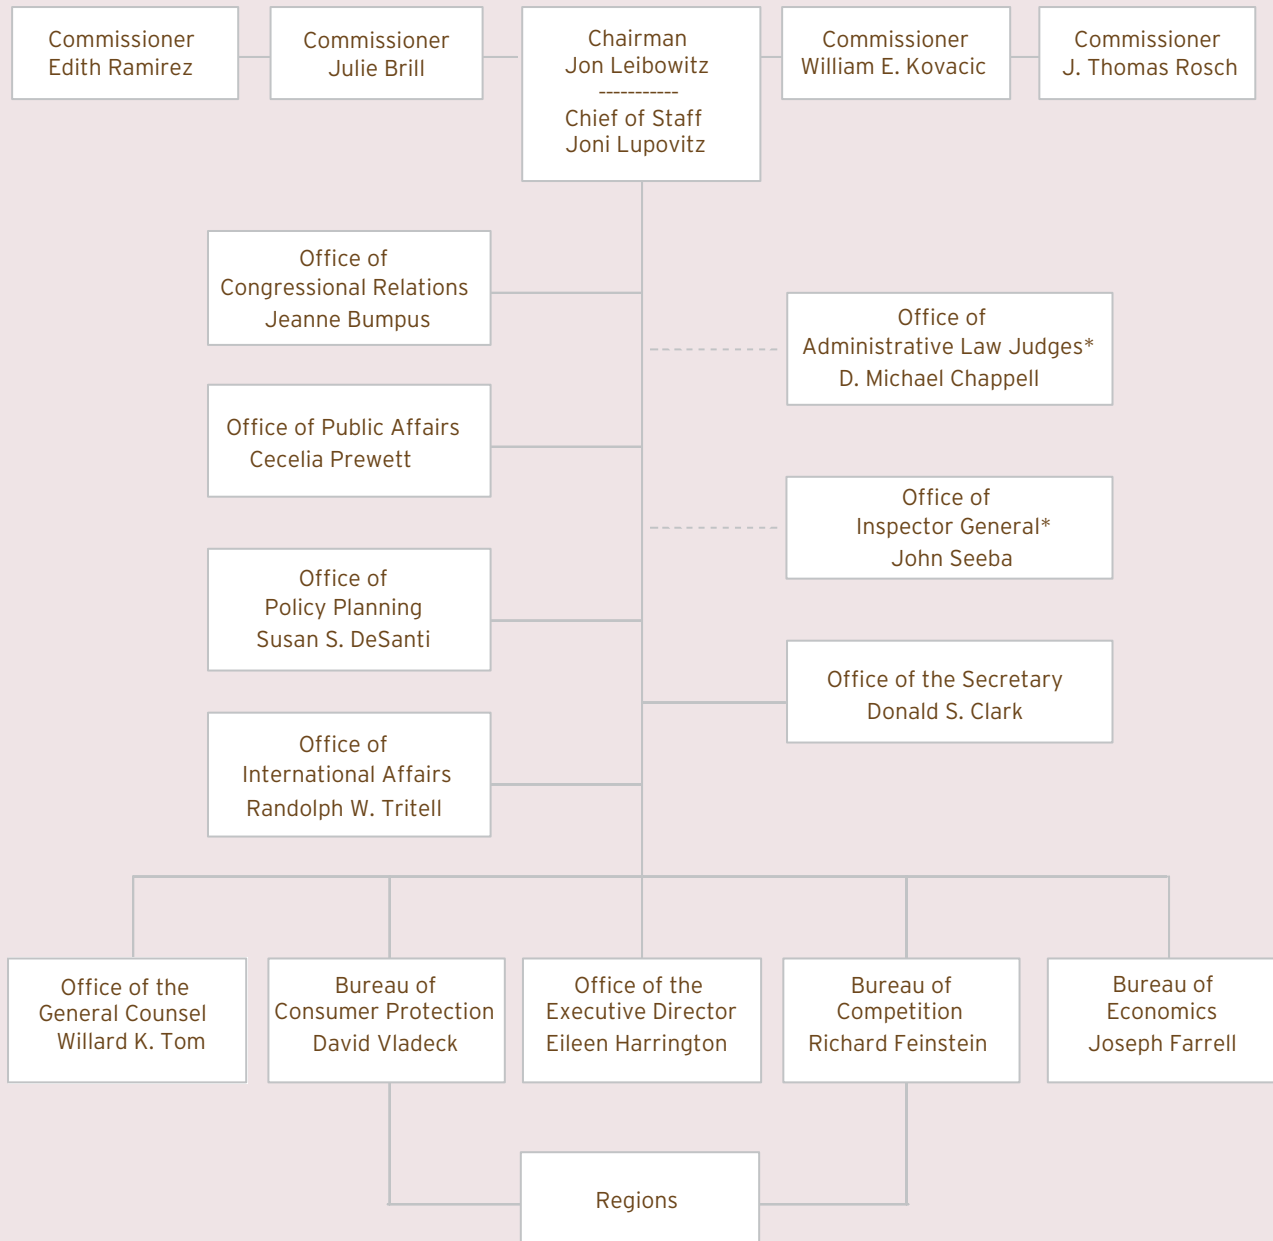 Commissioner
Edith Ramirez
Commissioner
Julie Brill
Chairman
Jon Leibowitz
-----------
Chief of Staff
Joni Lupovitz
Commissioner
William E. Kovacic
Commissioner
J. Thomas Rosch
Office of
Congressional Relations
Jeanne Bumpus
Office of
Administrative Law Judges*
D. Michael Chappell
Office of Public Affairs
Cecelia Prewett
Office of
Inspector General*
John Seeba
Office of
Policy Planning
Susan S. DeSanti
Office of the Secretary
Donald S. Clark
Office of
International Affairs
Randolph W. Tritell
Office of the
General Counsel
Willard K. Tom
Bureau of
Consumer Protection
David Vladeck
Office of the
Executive Director
Eileen Harrington
Bureau of
Competition
Richard Feinstein
Bureau of
Economics
Joseph Farrell
Regions